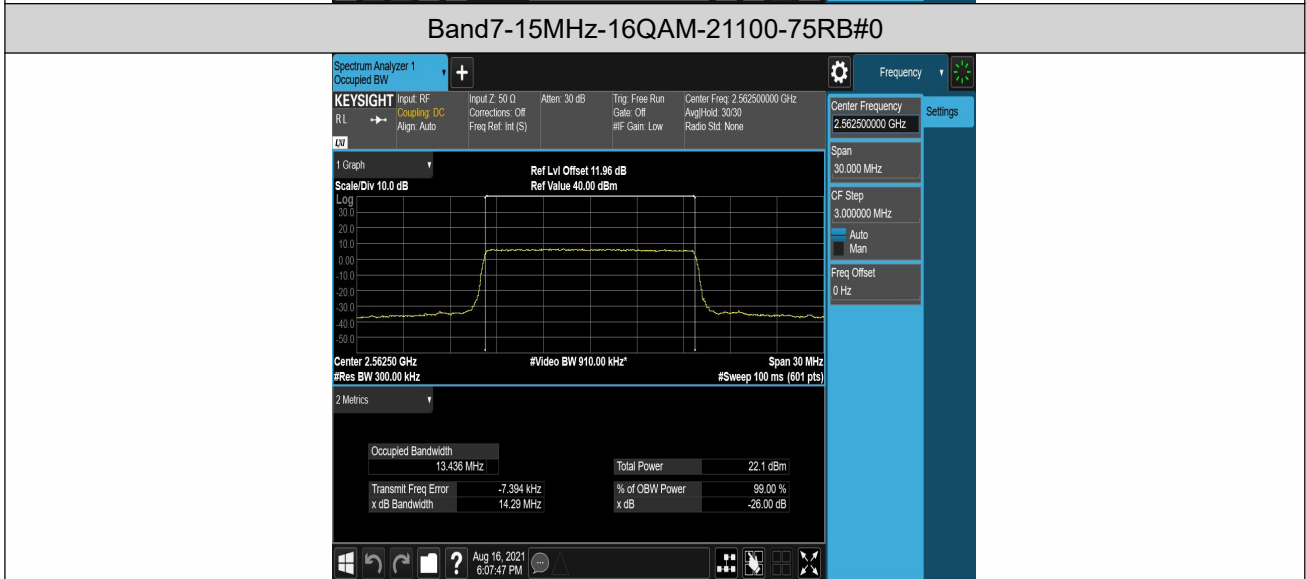 Band7-15MHz-16QAM-21100-75RB#0
Spectrum Analyzer 1
Occupied BW
+
Frequency
KEYSIGHT
R L
LXI
Input: RF
Coupling: DC
Align: Auto
Input Z: 50 Ω
Corrections: Off
Freq Ref: Int (S)
Atten: 30 dB
Trig: Free Run
Gate: Off
#IF Gain: Low
Center Freq: 2.562500000 GHz
Avg|Hold: 30/30
Radio Std: None
Center Frequency
2.562500000 GHz
Settings
Span
30.000 MHz
CF Step
3.000000 MHz
Auto
Man
Freq Offset
0 Hz
1 Graph
Scale/Div 10.0 dB
Ref Lvl Offset 11.96 dB
Ref Value 40.00 dBm
Log
30.0
20.0
10.0
0.00
-10.0
-20.0
-30.0
-40.0
-50.0
Center 2.56250 GHz
#Video BW 910.00 kHz*
Span 30 MHz
#Res BW 300.00 kHz
#Sweep 100 ms (601 pts)
2 Metrics
Occupied Bandwidth
13.436 MHz
Total Power 22.1 dBm
Transmit Freq Error -7.394 kHz
% of OBW Power 99.00 %
x dB Bandwidth 14.29 MHz
x dB -26.00 dB
?
Aug 16, 2021
6:07:47 PM